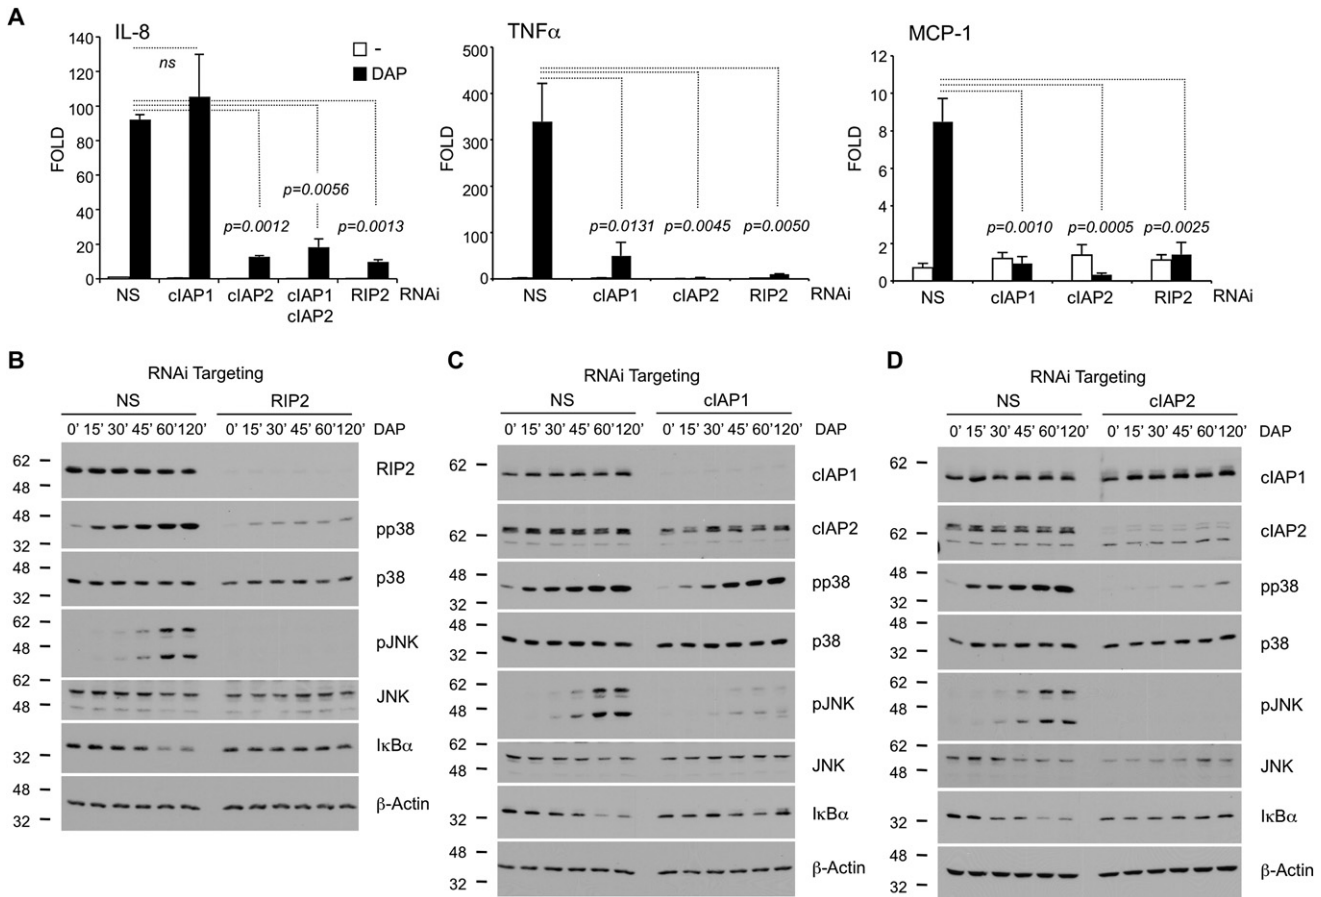 A
IL-8
TNFα
MCP-1
-
DAP
FOLD
140
120
100
80
60
40
20
0
ns
p=0.0012
p=0.0056
p=0.0013
NS
cIAP1
cIAP2
cIAP1
cIAP2
RIP2
RNAi
FOLD
500
400
300
200
100
0
p=0.0131
p=0.0045
p=0.0050
NS
cIAP1
cIAP2
RIP2
RNAi
FOLD
12
10
8
6
4
2
0
p=0.0010
p=0.0005
p=0.0025
NS
cIAP1
cIAP2
RIP2
RNAi
B
RNAi Targeting
NS RIP2
0' 15' 30' 45' 60' 120' 0' 15' 30' 45' 60' 120' DAP
62
48
RIP2
48
32
pp38
40
32
p38
62
48
pJNK
62
48
JNK
32
IκBα
48
32
β-Actin
C
RNAi Targeting
NS cIAP1
0' 15' 30' 45' 60' 120' 0' 15' 30' 45' 60' 120' DAP
62
cIAP1
62
cIAP2
48
32
pp38
48
32
p38
62
48
pJNK
62
48
JNK
32
IκBα
48
32
β-Actin
D
RNAi Targeting
NS cIAP2
0' 15' 30' 45' 60' 120' 0' 15' 30' 45' 60' 120' DAP
62
cIAP1
62
cIAP2
48
32
pp38
48
32
p38
62
48
pJNK
62
48
JNK
32
IκBα
48
32
β-Actin